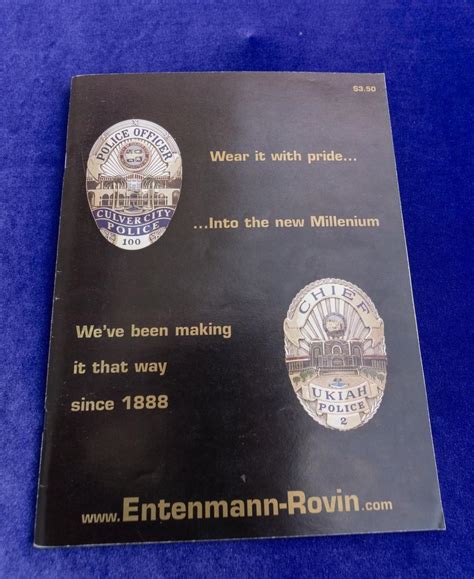 $3.50
POLICE OFFICER
CULVER CITY
POLICE
100
Wear it with pride...
...Into the new Millenium
CHIEF
UKIAH
POLICE
2
We've been making
it that way
since 1888
www.Entenmann-Rovin.com